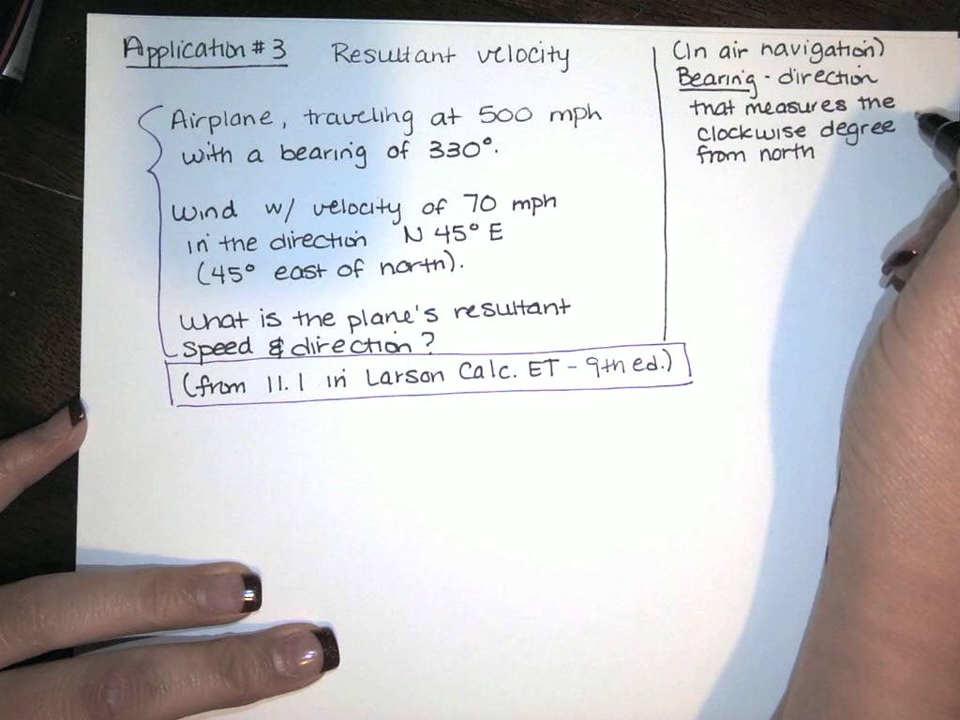 Application #3 Resultant velocity
Airplane, traveling at 500 mph
with a bearing of 330°.
Wind w/ velocity of 70 mph
in the direction N 45° E
(45° east of north).
What is the plane's resultant
speed & direction?
(from 11.1 in Larson Calc. ET - 9th ed.)
(In air navigation)
Bearing - direction
that measures the
clockwise degree
from north